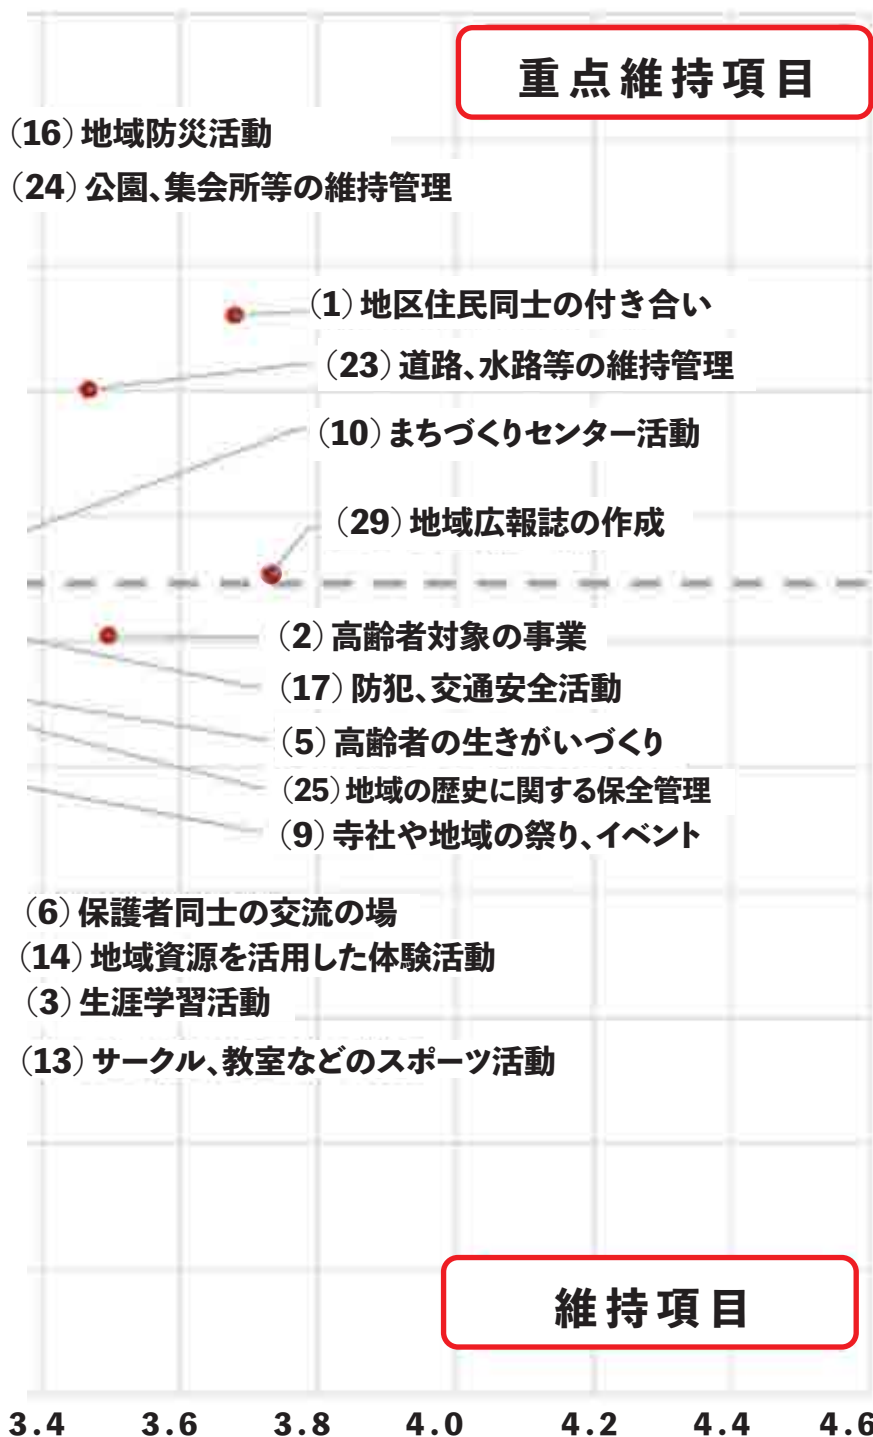 重点維持項目
(16)地域防災活動
(24)公園、集会所等の維持管理
(1)地区住民同士の付き合い
(23)道路、水路等の維持管理
(10)まちづくりセンター活動
(29)地域広報誌の作成
(2)高齢者対象の事業
(17)防犯、交通安全活動
(5)高齢者の生きがいづくり
(25)地域の歴史に関する保全管理
(9)寺社や地域の祭り、イベント
(6)保護者同士の交流の場
(14)地域資源を活用した体験活動
(3)生涯学習活動
(13)サークル、教室などのスポーツ活動
維持項目
3.4 3.6 3.8 4.0 4.2 4.4 4.6